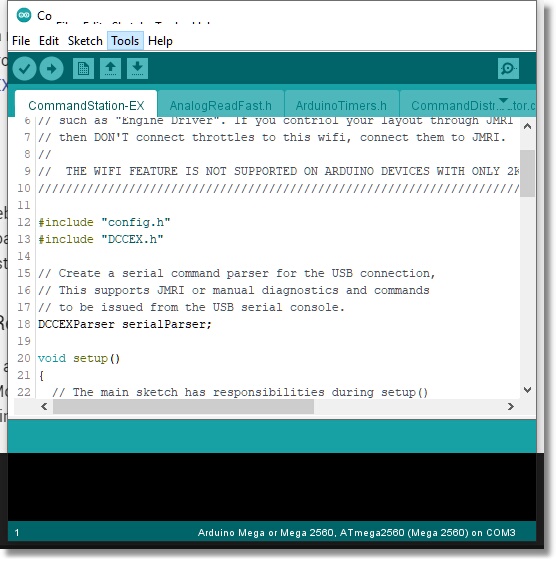 Co
File Edit Sketch Tools Help
CommandStation-EX AnalogReadFast.h ArduinoTimers.h
6 // such as "Engine Driver". If you contriol your layout through JMRI
7 // then DON'T connect throttles to this wifi, connect them to JMRI.
8 //
9 // THE WIFI FEATURE IS NOT SUPPORTED ON ARDUINO DEVICES WITH ONLY 2K
10 //////////////////////////////////////////////////////////////////////
11
12 #include "config.h"
13 #include "DCCEX.h"
14
15 // Create a serial command parser for the USB connection,
16 // This supports JMRI or manual diagnostics and commands
17 // to be issued from the USB serial console.
18 DCCEXParser serialParser;
19
20 void setup()
21 {
22 // The main sketch has responsibilities during setup()
1 Arduino Mega or Mega 2560, ATmega2560 (Mega 2560) on COM3